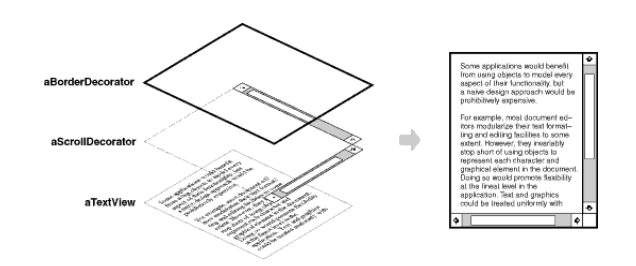 aBorderDecorator
aScrollDecorator
aTextView
Some applications would benefit
from using objects to model every
aspect of their functionality, but
a naive design approach would be
prohibitively expensive.
For example, most document ed-
itors modularize their text format-
ting and editing facilities to some
extent. However, they invariably
stop short of using objects to
represent each character and
graphical element in the document.
Doing so would promote flexibility
at the finest level in the
application. Text and graphics
could be treated uniformly with